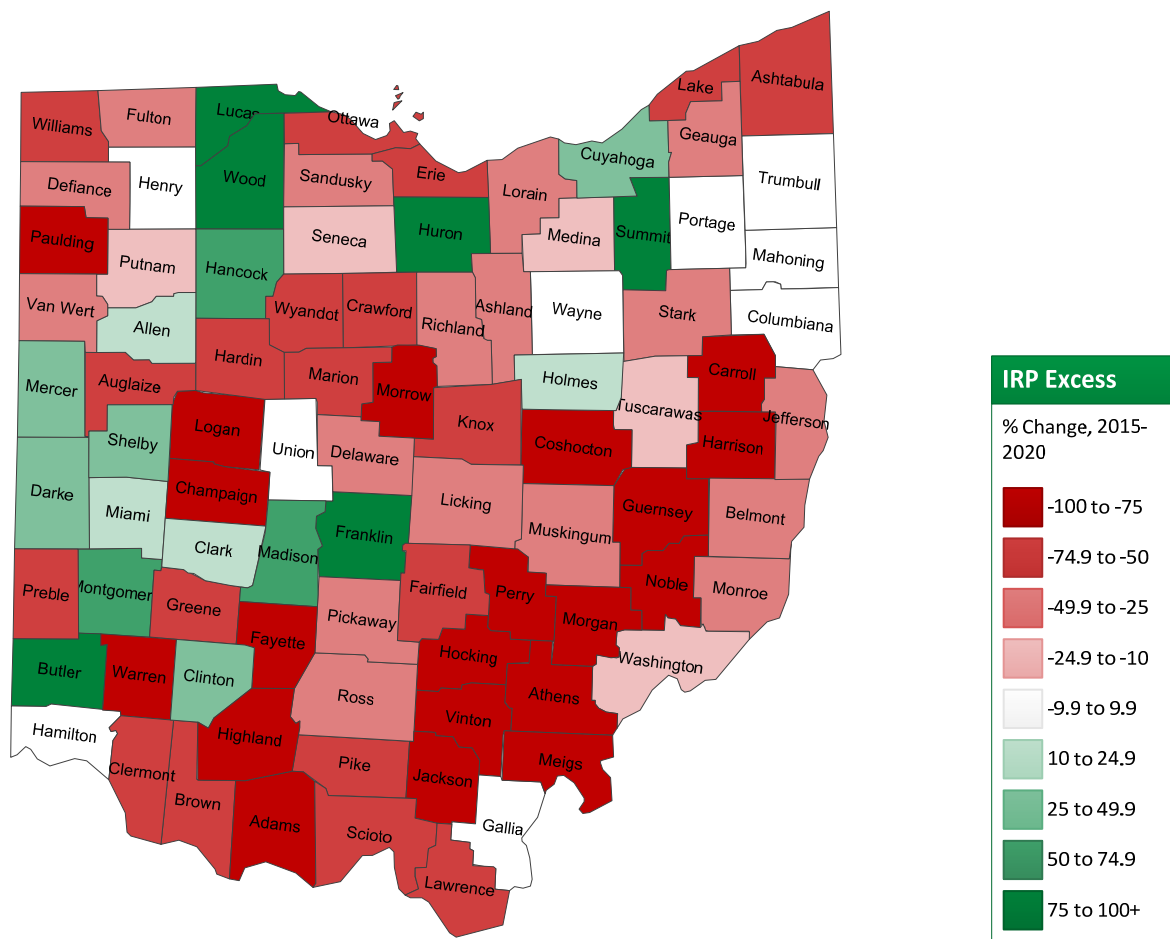 Ashtabula
Lake
Lucas
Ottawa
Fulton
Williams
Geauga
Cuyahoga
Erie
Wood
Sandusky
Trumbull
Henry
Defiance
Lorain
Portage
Huron
Summit
Paulding
Seneca
Medina
Mahoning
Putnam
Hancock
Van Wert
Wyandot
Crawford
Ashland
Wayne
Stark
Richland
Columbiana
Allen
Hardin
Carroll
Marion
Holmes
Mercer
Auglaize
Morrow
Tuscarawas
Jefferson
Knox
Logan
Shelby
Union
Coshocton
Harrison
Delaware
Darke
Champaign
Licking
Guernsey
Miami
Belmont
Franklin
Muskingum
Clark
Madison
Noble
Preble
Montgomer
Fairfield
Perry
Monroe
Greene
Pickaway
Morgan
Fayette
Hocking
Washington
Butler
Warren
Clinton
Ross
Athens
Vinton
Hamilton
Highland
Pike
Meigs
Clermont
Jackson
Brown
Adams
Scioto
Gallia
Lawrence
IRP Excess
% Change, 2015-
2020
-100 to -75
-74.9 to -50
-49.9 to -25
-24.9 to -10
-9.9 to 9.9
10 to 24.9
25 to 49.9
50 to 74.9
75 to 100+